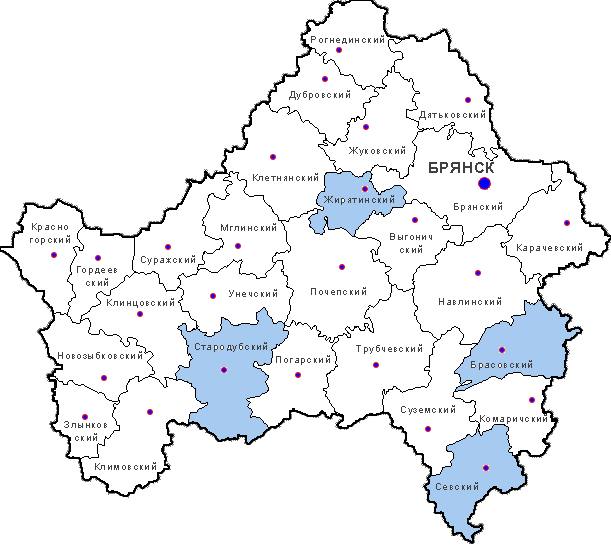 Рогнединский
Дубровский
Датьковский
Жуковский
БРЯНСК
Клетнянский
Жирятинский
Брянский
Красно
горский
Мглинский
Выгонич
ский
Карачевский
Суражский
Гордеев
ский
Унечский
Почепский
Навлинский
Клинцовский
Стародубский
Новозыбковский
Погарский
Трубчевский
Брасовский
Суземский
Комаричский
Злынков
ский
Климовский
Севский